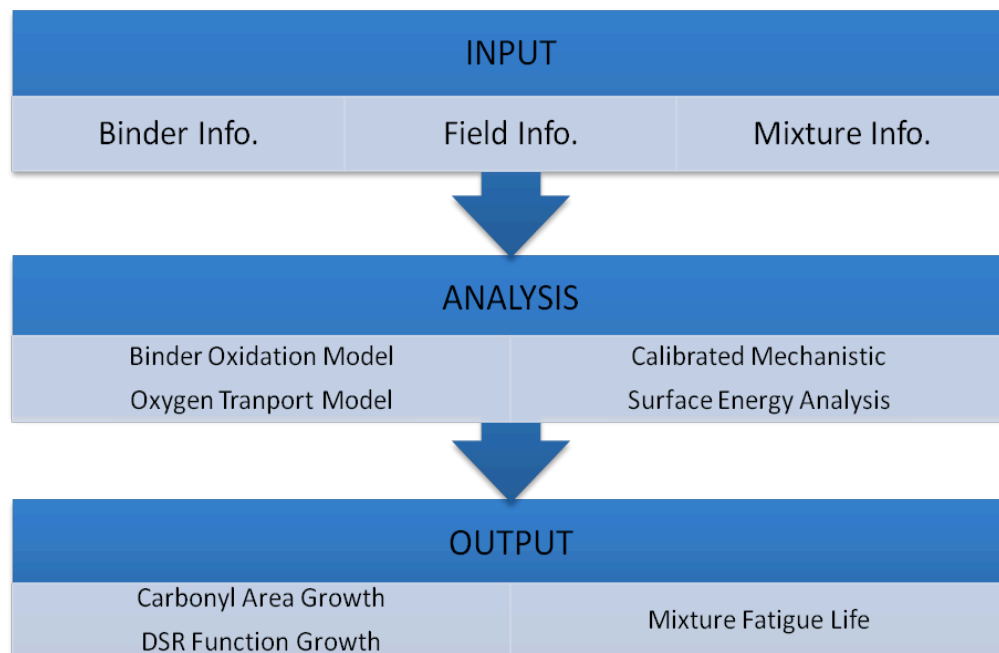 INPUT
Binder Info.
Field Info.
Mixture Info.
ANALYSIS
Binder Oxidation Model
Oxygen Tranport Model
Calibrated Mechanistic
Surface Energy Analysis
OUTPUT
Carbonyl Area Growth
DSR Function Growth
Mixture Fatigue Life